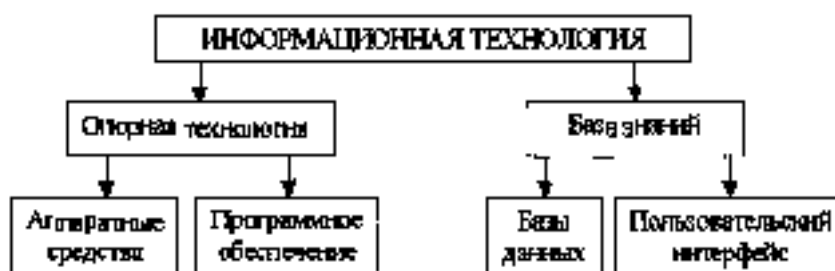 ИНФОРМАЦИОННАЯ ТЕХНОЛОГИЯ
Опорная технология
База знаний
Аппаратные
средства
Программное
обеспечение
Базы
данных
Пользовательский
интерфейс